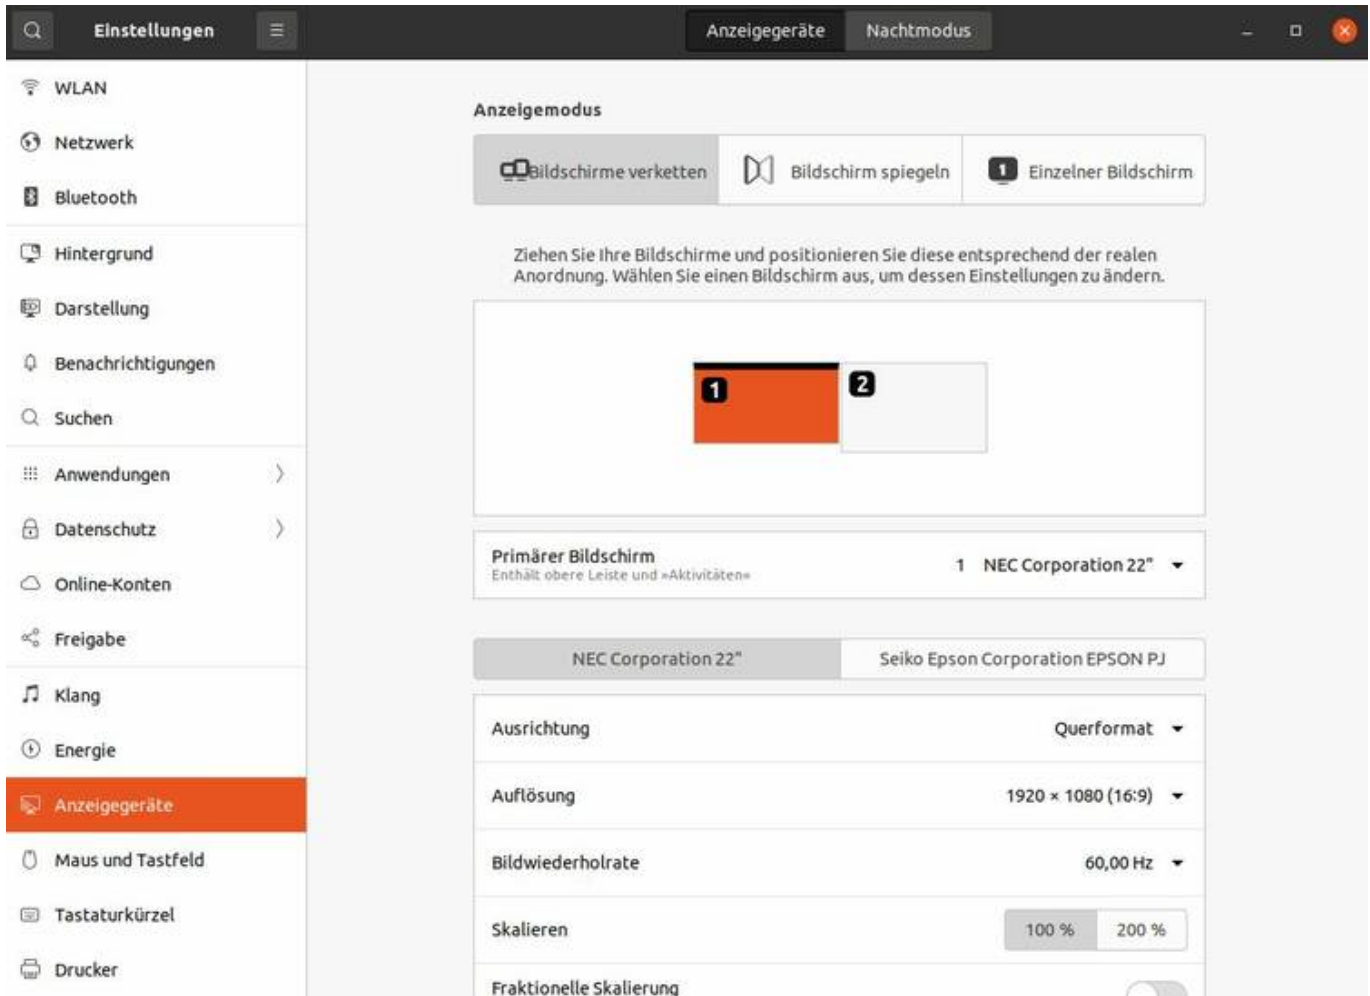 Einstellungen
Anzeigegeräte
Nachtmodus
WLAN
Netzwerk
Bluetooth
Hintergrund
Darstellung
Benachrichtigungen
Suchen
Anwendungen
Datenschutz
Online-Konten
Freigabe
Klang
Energie
Anzeigegeräte
Maus und Tastfeld
Tastaturkürzel
Drucker
Anzeigemodus
Bildschirme verketten
Bildschirm spiegeln
1 Einzelner Bildschirm
Ziehen Sie Ihre Bildschirme und positionieren Sie diese entsprechend der realen
Anordnung. Wählen Sie einen Bildschirm aus, um dessen Einstellungen zu ändern.
1
2
Primärer Bildschirm
Enthält obere Leiste und »Aktivitäten«
1 NEC Corporation 22"
NEC Corporation 22"
Seiko Epson Corporation EPSON PJ
Ausrichtung
Querformat
Auflösung
1920 × 1080 (16:9)
Bildwiederholrate
60,00 Hz
Skalieren
100 %
200 %
Fraktionelle Skalierung